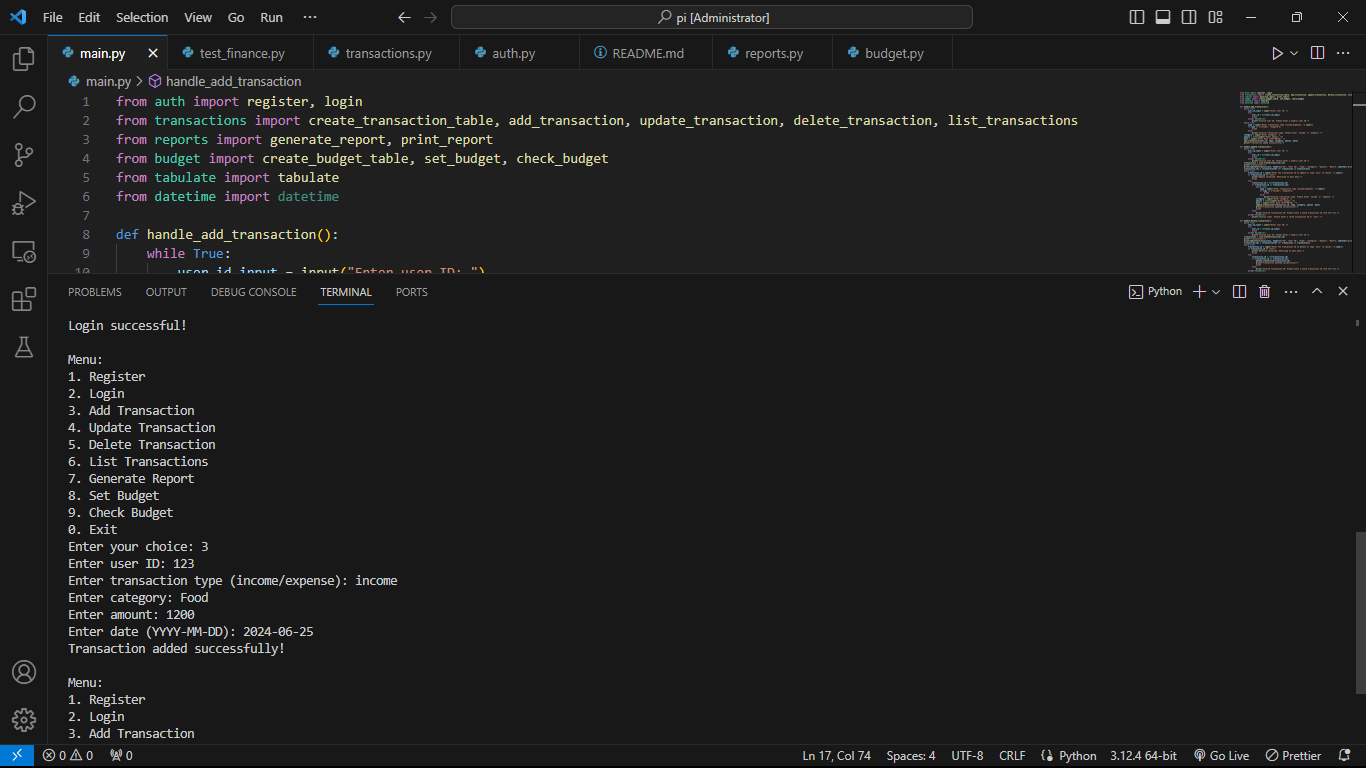 File Edit Selection View Go Run ··· pi [Administrator]
main.py test_finance.py transactions.py auth.py README.md reports.py budget.py
main.py > handle_add_transaction
1 from auth import register, login
2 from transactions import create_transaction_table, add_transaction, update_transaction, delete_transaction, list_transactions
3 from reports import generate_report, print_report
4 from budget import create_budget_table, set_budget, check_budget
5 from tabulate import tabulate
6 from datetime import datetime
7
8 def handle_add_transaction():
9 while True:
10 user_id_input = input("Enter user ID: ")
PROBLEMS OUTPUT DEBUG CONSOLE TERMINAL PORTS Python
Login successful!
Menu:
1. Register
2. Login
3. Add Transaction
4. Update Transaction
5. Delete Transaction
6. List Transactions
7. Generate Report
8. Set Budget
9. Check Budget
0. Exit
Enter your choice: 3
Enter user ID: 123
Enter transaction type (income/expense): income
Enter category: Food
Enter amount: 1200
Enter date (YYYY-MM-DD): 2024-06-25
Transaction added successfully!
Menu:
1. Register
2. Login
3. Add Transaction
0 0 0 Ln 17, Col 74 Spaces: 4 UTF-8 CRLF Python 3.12.4 64-bit Go Live Prettier